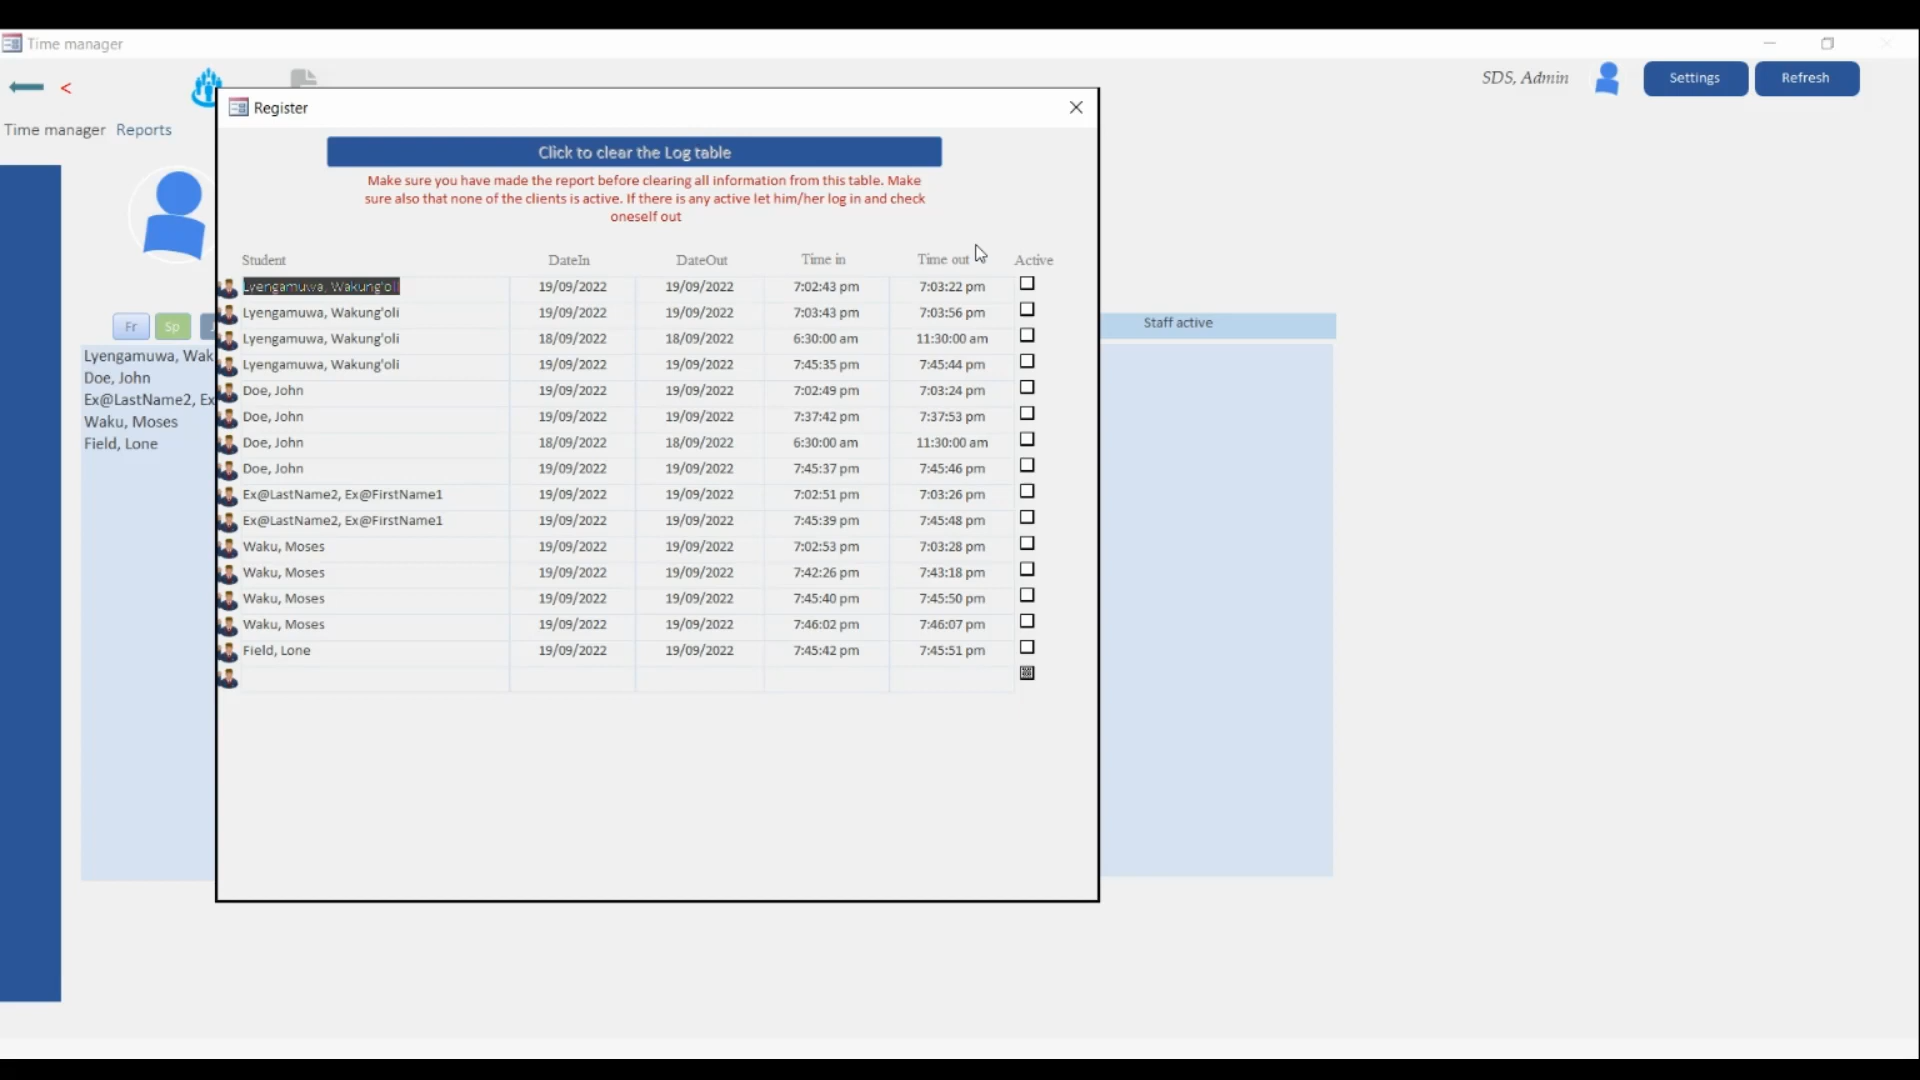 Time manager
<
SDS, Admin
Settings
Refresh
Time manager Reports
Register
Click to clear the Log table
Make sure you have made the report before clearing all information from this table. Make
sure also that none of the clients is active. If there is any active let him/her log in and check
oneself out
Student DateIn DateOut Time in Time out Active
Lyengamuwa, Wakung'oli 19/09/2022 19/09/2022 7:02:43 pm 7:03:22 pm
Lyengamuwa, Wakung'oli 19/09/2022 19/09/2022 7:03:43 pm 7:03:56 pm
Lyengamuwa, Wakung'oli 18/09/2022 18/09/2022 6:30:00 am 11:30:00 am
Lyengamuwa, Wakung'oli 19/09/2022 19/09/2022 7:45:35 pm 7:45:44 pm
Doe, John 19/09/2022 19/09/2022 7:02:49 pm 7:03:24 pm
Doe, John 19/09/2022 19/09/2022 7:37:42 pm 7:37:53 pm
Doe, John 18/09/2022 18/09/2022 6:30:00 am 11:30:00 am
Doe, John 19/09/2022 19/09/2022 7:45:37 pm 7:45:46 pm
Ex@LastName2, Ex@FirstName1 19/09/2022 19/09/2022 7:02:51 pm 7:03:26 pm
Ex@LastName2, Ex@FirstName1 19/09/2022 19/09/2022 7:45:39 pm 7:45:48 pm
Waku, Moses 19/09/2022 19/09/2022 7:02:53 pm 7:03:28 pm
Waku, Moses 19/09/2022 19/09/2022 7:42:26 pm 7:43:18 pm
Waku, Moses 19/09/2022 19/09/2022 7:45:40 pm 7:45:50 pm
Waku, Moses 19/09/2022 19/09/2022 7:46:02 pm 7:46:07 pm
Field, Lone 19/09/2022 19/09/2022 7:45:42 pm 7:45:51 pm
Fr Sp
Lyengamuwa, Wak
Doe, John
Ex@LastName2, Ex
Waku, Moses
Field, Lone
Staff active